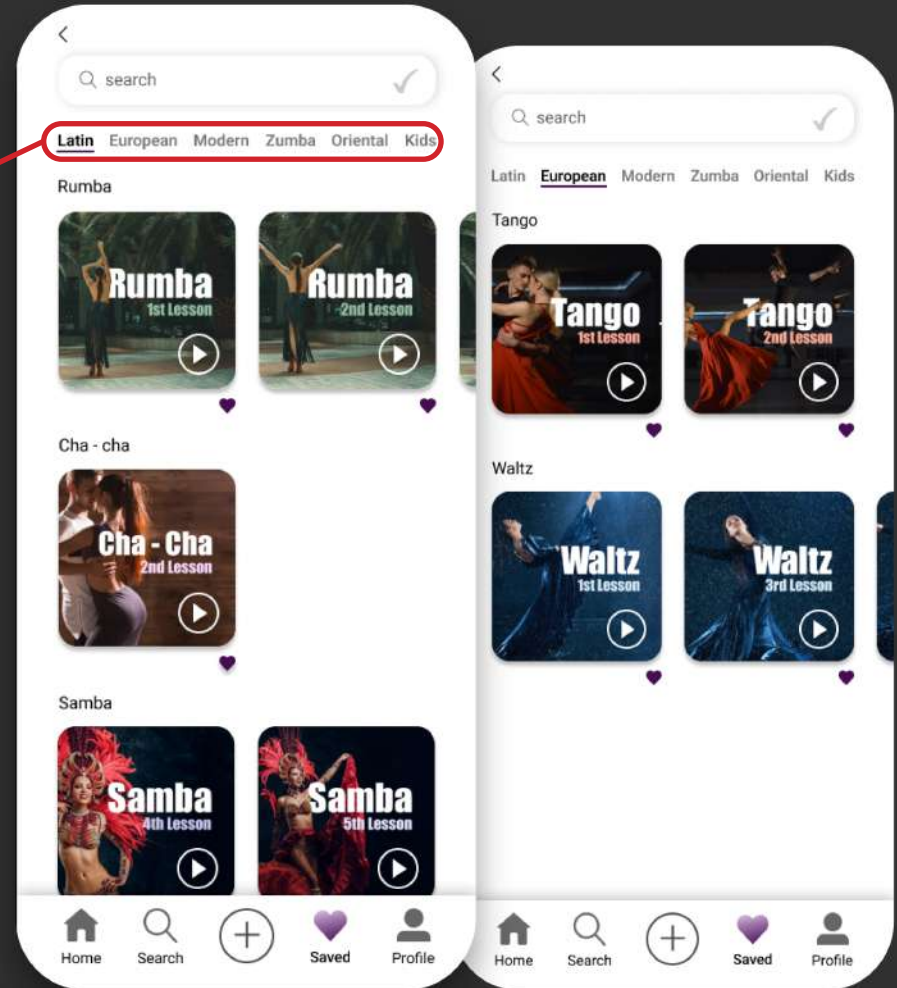 search
Latin European Modern Zumba Oriental Kids
Rumba
Rumba
1st Lesson
Rumba
2nd Lesson
Cha - cha
Cha - Cha
2nd Lesson
Samba
Samba
4th Lesson
Samba
5th Lesson
Home Search Saved Profile
search
Latin European Modern Zumba Oriental Kids
Tango
Tango
1st Lesson
Tango
2nd Lesson
Waltz
Waltz
1st Lesson
Waltz
3rd Lesson
Home Search Saved Profile